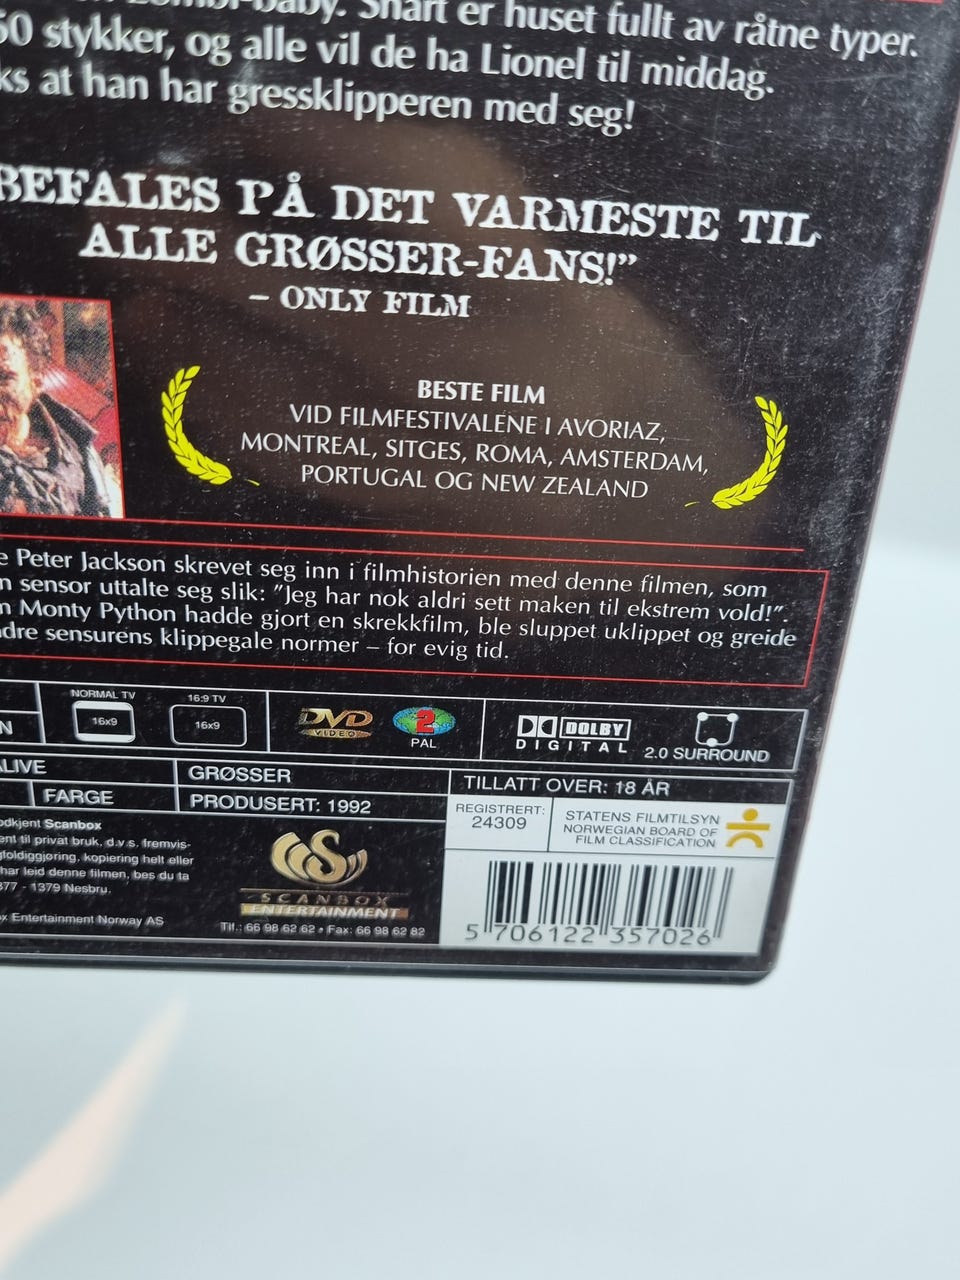 zombi-baby. Snart er huset fullt av råtne typer.
50 stykker, og alle vil de ha Lionel til middag.
ks at han har gressklipperen med seg!
BEFALES PÅ DET VARMESTE TIL
ALLE GRØSSER-FANS!”
– ONLY FILM
BESTE FILM
VID FILMFESTIVALENE I AVORIAZ,
MONTREAL, SITGES, ROMA, AMSTERDAM,
PORTUGAL OG NEW ZEALAND
e Peter Jackson skrevet seg inn i filmhistorien med denne filmen, som
n sensor uttalte seg slik: ”Jeg har nok aldri sett maken til ekstrem vold!”.
n Monty Python hadde gjort en skrekkfilm, ble sluppet uklippet og greide
dre sensurens klippegale normer – for evig tid.
N
NORMAL TV
16x9
16:9 TV
16x9
DVD
VIDEO
2
PAL
DOLBY
DIGITAL
2.0 SURROUND
ALIVE
GRØSSER
FARGE
PRODUSERT: 1992
TILLATT OVER: 18 ÅR
REGISTRERT:
24309
STATENS FILMTILSYN
NORWEGIAN BOARD OF
FILM CLASSIFICATION
odkjent Scanbox
ent til privat bruk, d.v.s. fremvis-
gfoldiggjøring, kopiering helt eller
har leid denne filmen, bes du ta
377 - 1379 Nesbru.
x Entertainment Norway AS
SCANBOX
ENTERTAINMENT
Tlf.: 66 98 62 62 • Fax: 66 98 62 82
5 706122 357026